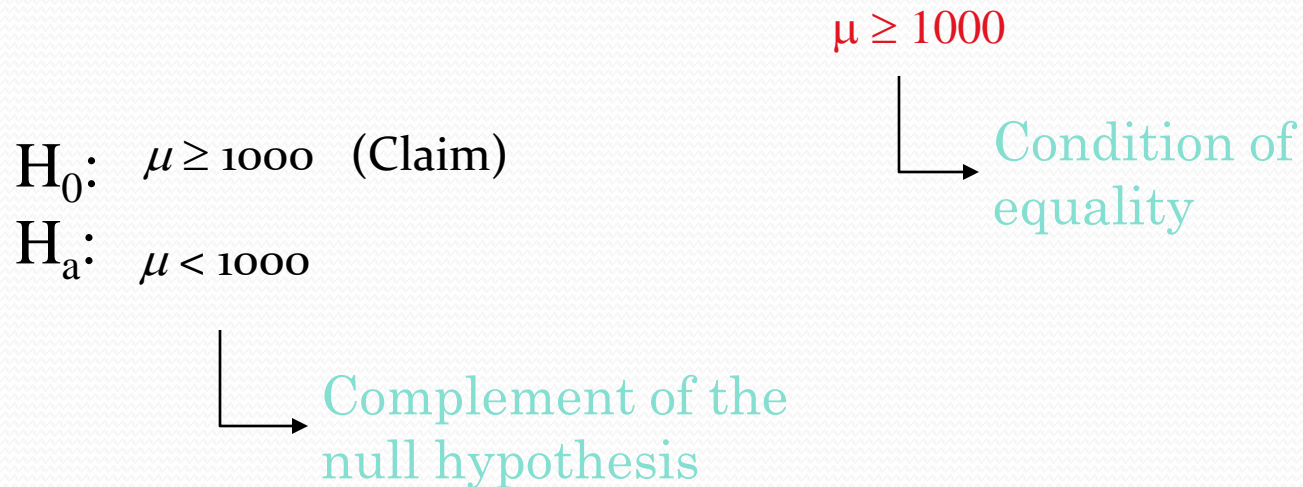 μ ≥ 1000
Condition of
equality
H₀: μ ≥ 1000 (Claim)
Hₐ: μ < 1000
Complement of the
null hypothesis